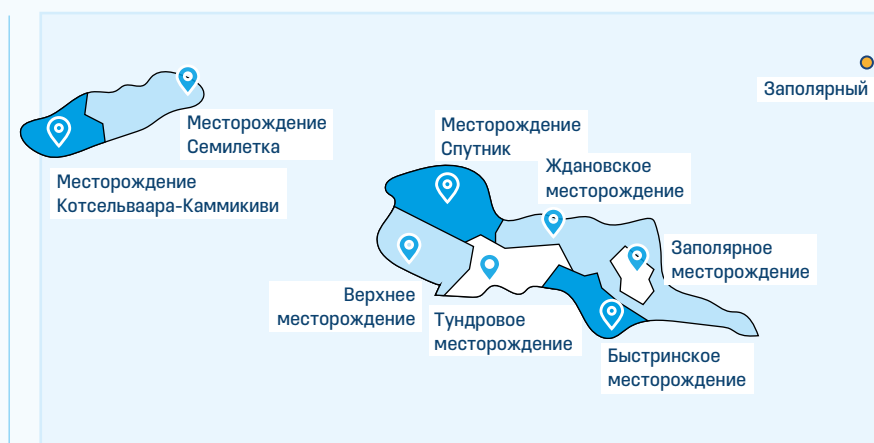 Заполярный
Месторождение
Семилетка
Месторождение
Спутник
Ждановское
месторождение
Месторождение
Котсельваара-Каммикиви
Заполярное
месторождение
Верхнее
месторождение
Тундровое
месторождение
Быстринское
месторождение